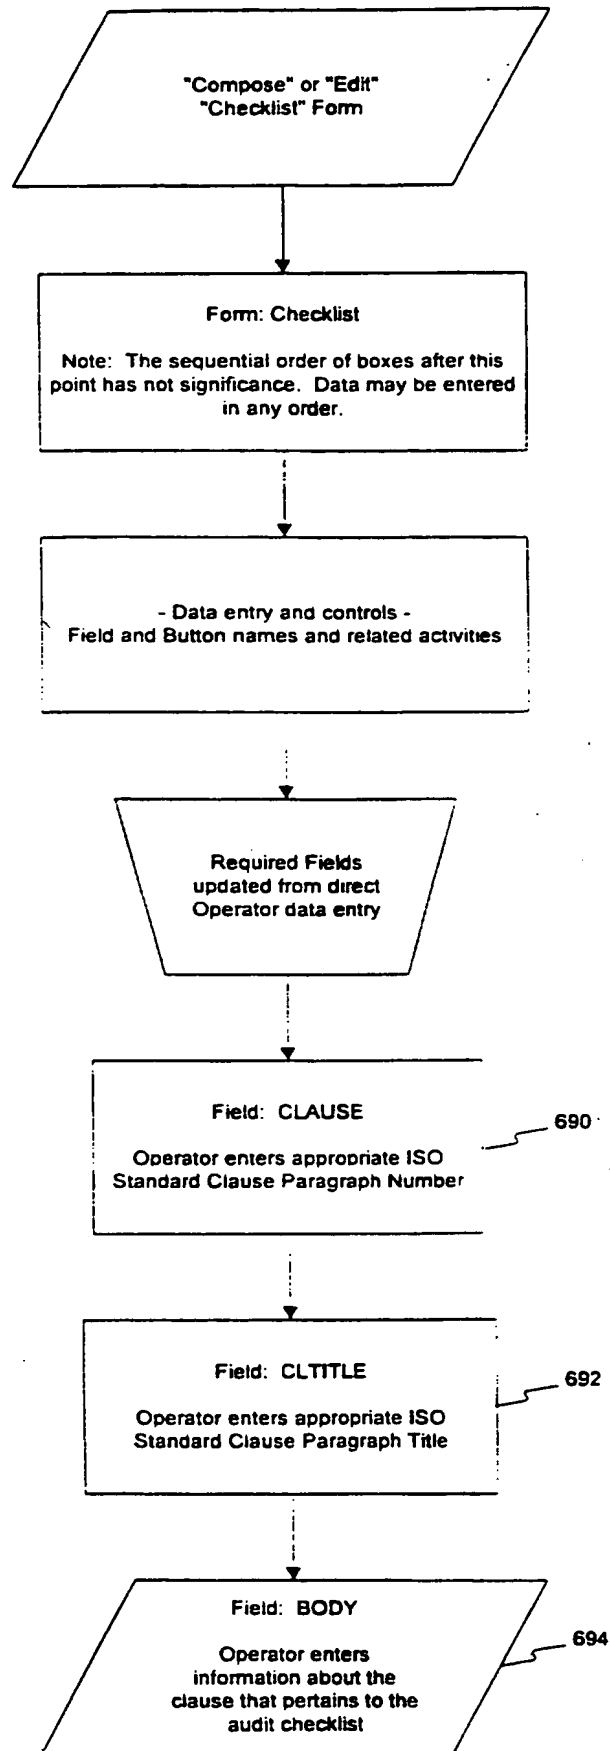 "Compose" or "Edit"
"Checklist" Form
Form: Checklist
Note: The sequential order of boxes after this
point has not significance. Data may be entered
in any order.
- Data entry and controls -
Field and Button names and related activities
Required Fields
updated from direct
Operator data entry
Field: CLAUSE
Operator enters appropriate ISO
Standard Clause Paragraph Number
690
Field: CLTITLE
Operator enters appropriate ISO
Standard Clause Paragraph Title
692
Field: BODY
Operator enters
information about the
clause that pertains to the
audit checklist
694